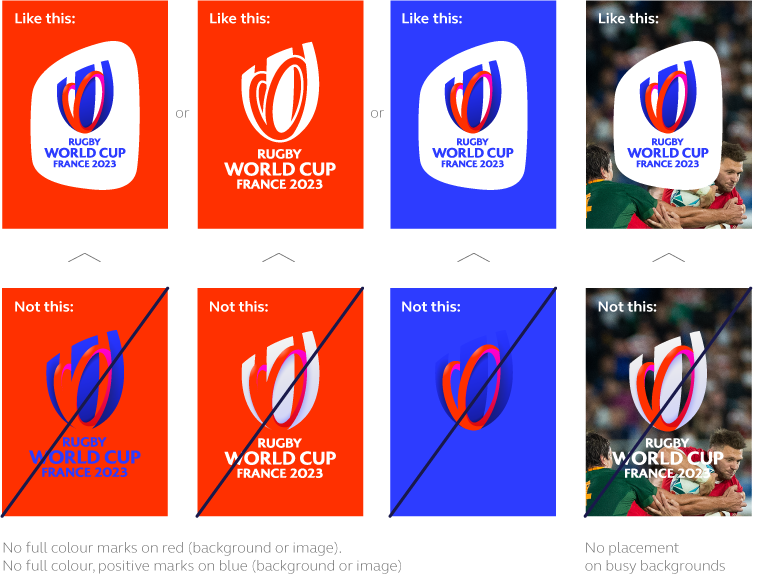 Like this:
RUGBY
WORLD CUP
FRANCE 2023
or
Like this:
RUGBY
WORLD CUP
FRANCE 2023
or
Like this:
RUGBY
WORLD CUP
FRANCE 2023
Like this:
RUGBY
WORLD CUP
FRANCE 2023
Not this:
RUGBY
WORLD CUP
FRANCE 2023
Not this:
RUGBY
WORLD CUP
FRANCE 2023
Not this:
Not this:
RUGBY
WORLD CUP
FRANCE 2023
No full colour marks on red (background or image).
No full colour, positive marks on blue (background or image)
No placement
on busy backgrounds